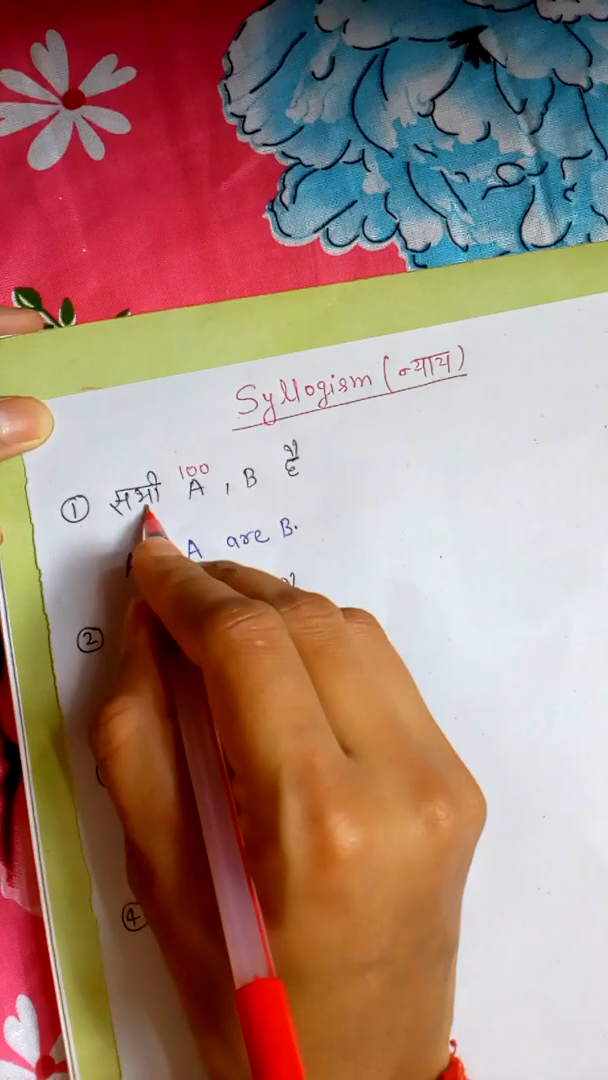 Syllogism (न्याय)
100
① सभी A , B है
A are B.
②
④